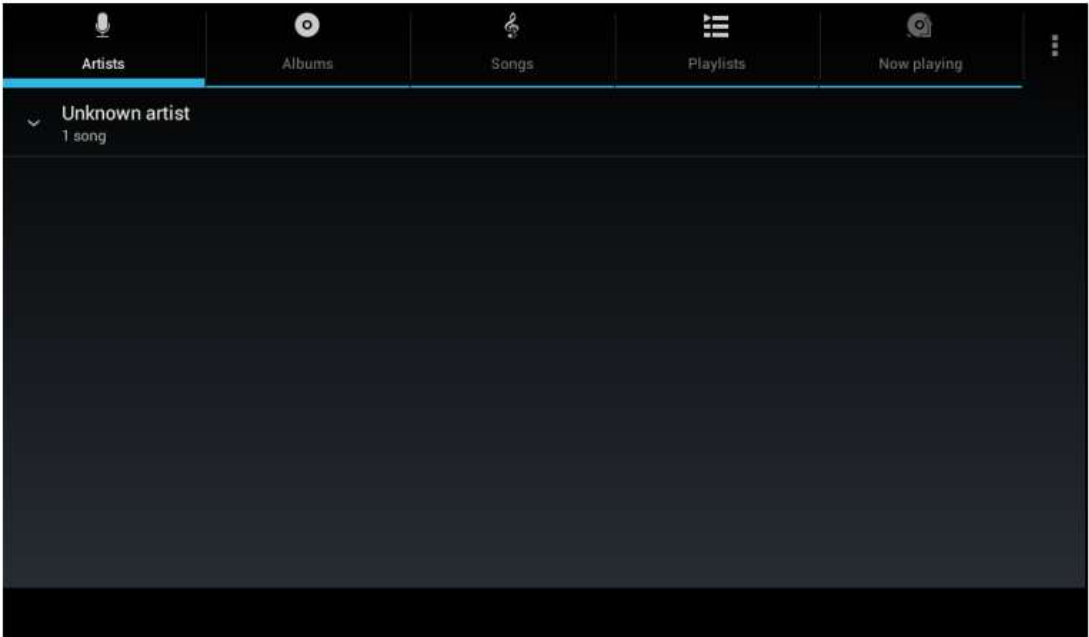 Artists
Albums
Songs
Playlists
Now playing
Unknown artist
1 song